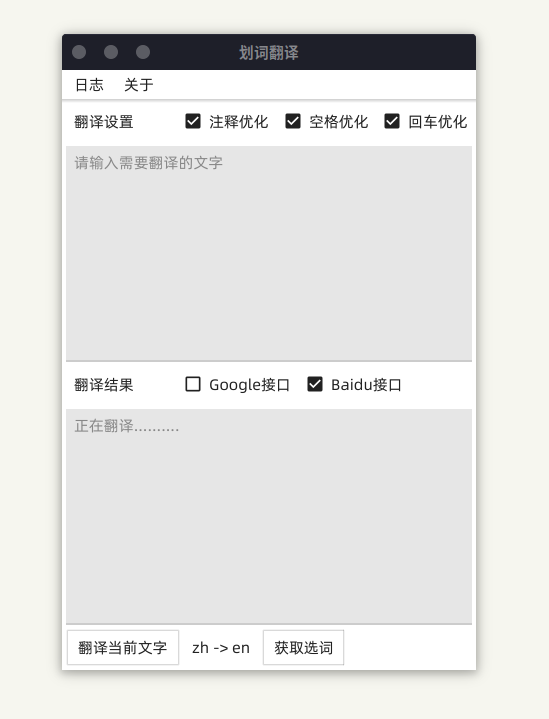 划词翻译
日志 关于
翻译设置 注释优化 空格优化 回车优化
请输入需要翻译的文字
翻译结果 Google接口 Baidu接口
正在翻译..........
翻译当前文字 zh -> en 获取选词